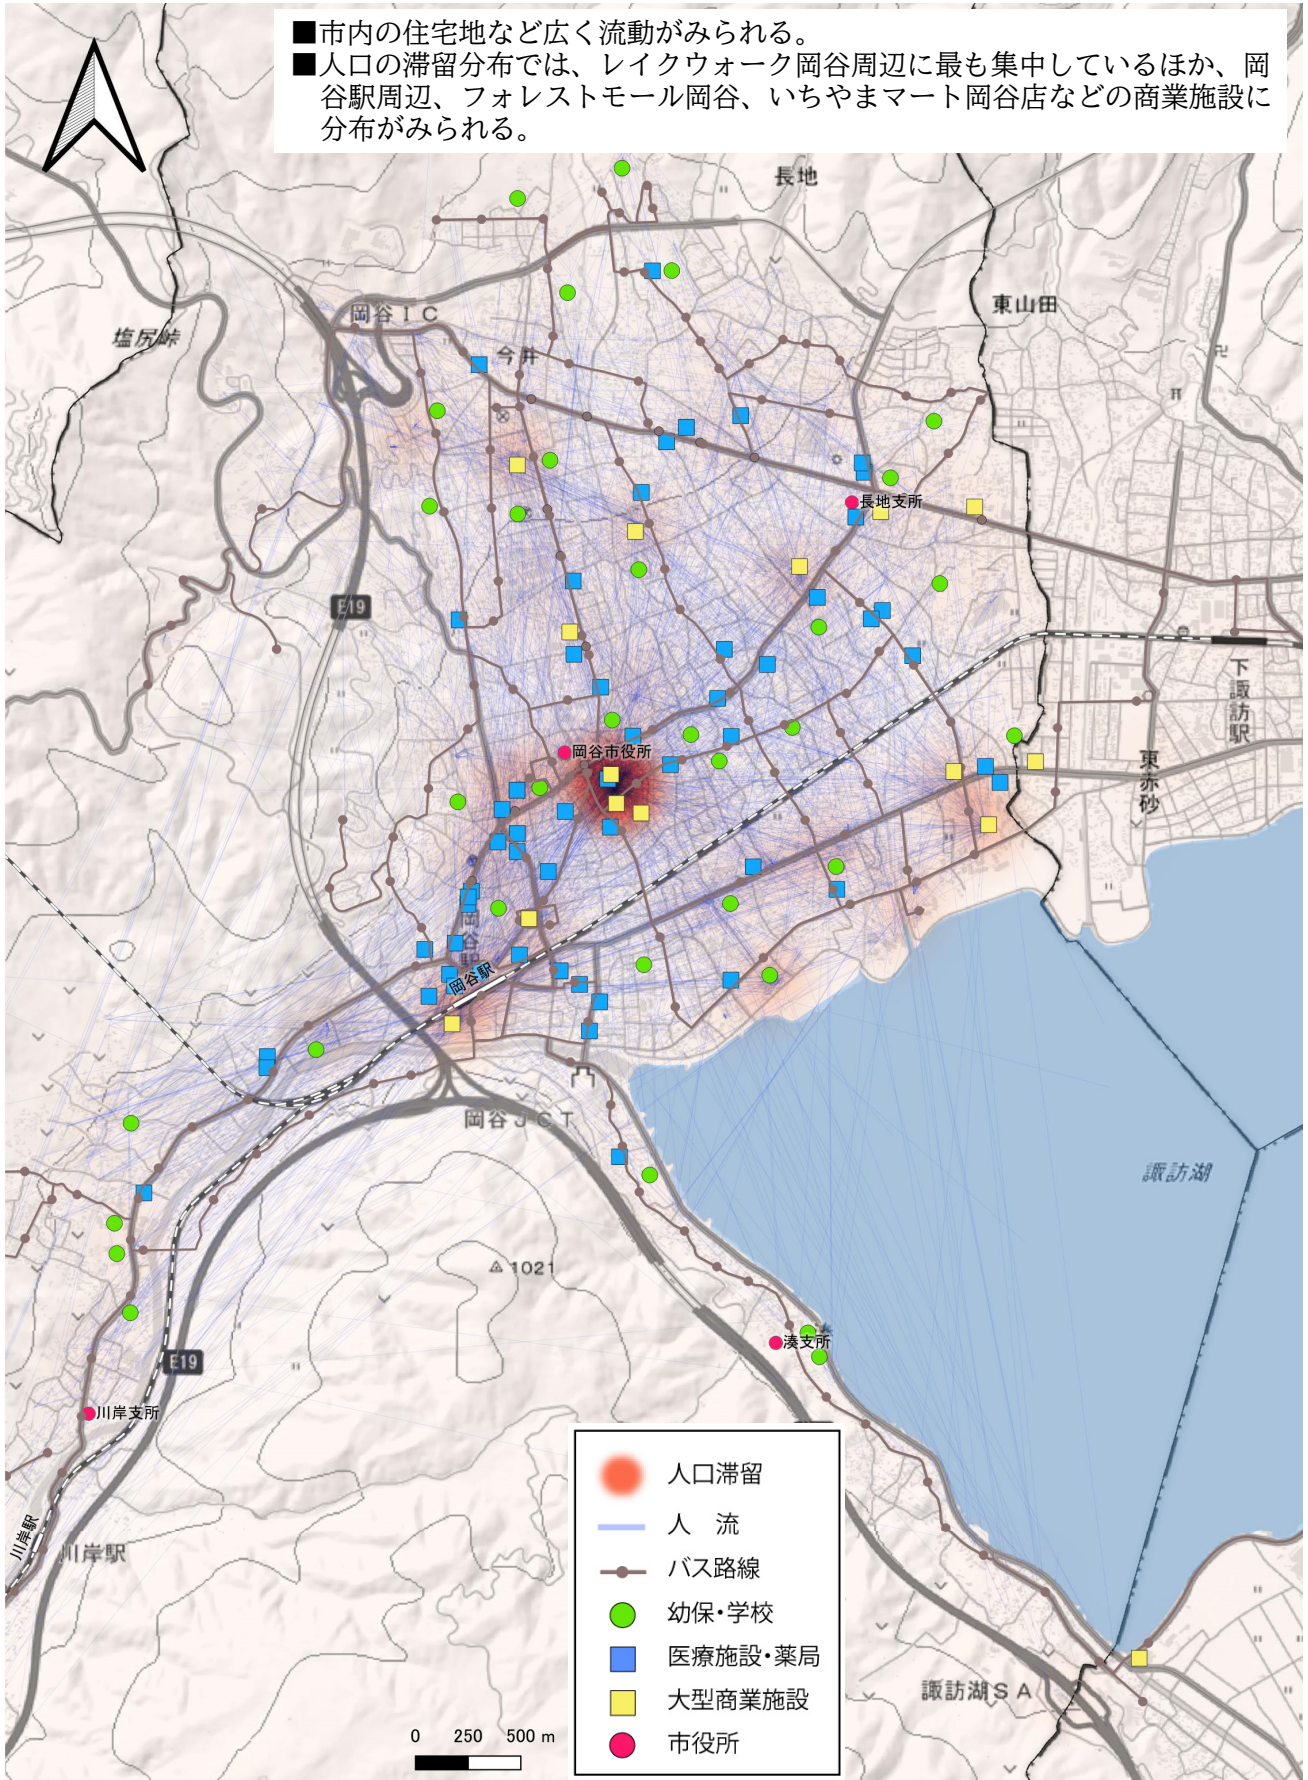 ■市内の住宅地など広く流動がみられる。
■人口の滞留分布では、レイクウォーク岡谷周辺に最も集中しているほか、岡
谷駅周辺、フォレストモール岡谷、いちやまマート岡谷店などの商業施設に
分布がみられる。
長地
東山田
岡谷IC
塩尻峠
今井
長地支所
E19
下諏訪駅
岡谷市役所
東赤砂
岡谷駅
岡谷駅
岡谷JCT
諏訪湖
1021
湊支所
E19
川岸支所
川岸駅
川岸駅
人口滞留
人 流
バス路線
幼保・学校
医療施設・薬局
大型商業施設
市役所
諏訪湖SA
0 250 500 m